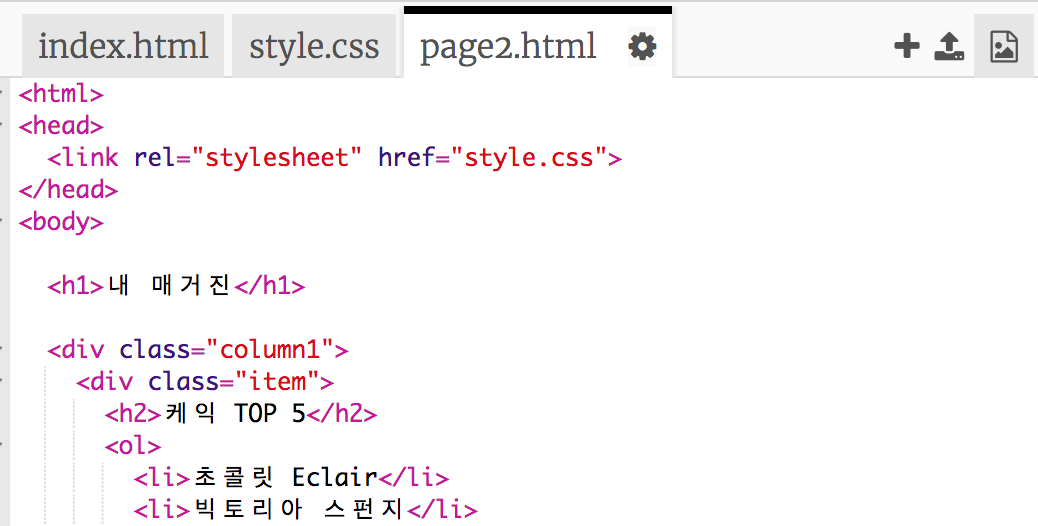 index.html style.css page2.html
<html>
<head>
<link rel="stylesheet" href="style.css">
</head>
<body>
<h1>내 매거진</h1>
<div class="column1">
<div class="item">
<h2>케익 TOP 5</h2>
<ol>
<li>초콜릿 Eclair</li>
<li>빅토리아 스펀지</li>